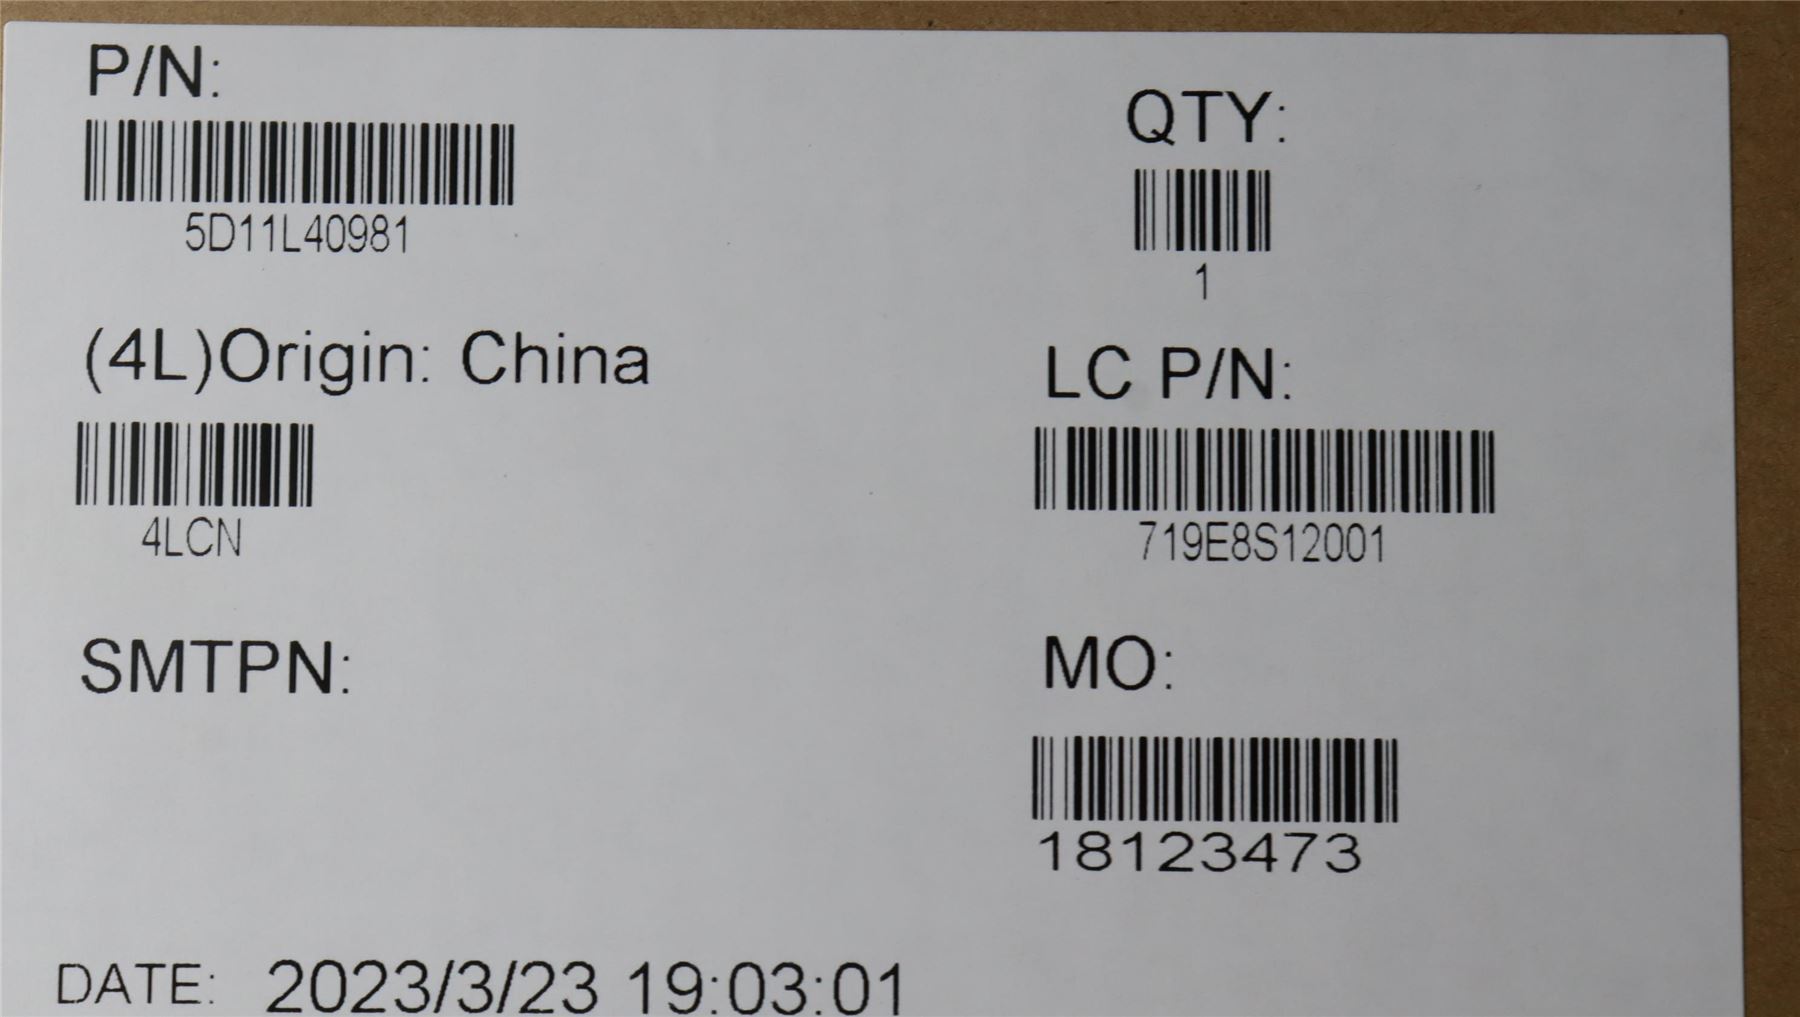 P/N:
5D11L40981
QTY:
1
(4L)Origin: China
4LCN
LC P/N:
719E8S12001
SMTPN:
MO:
18123473
DATE: 2023/3/23 19:03:01